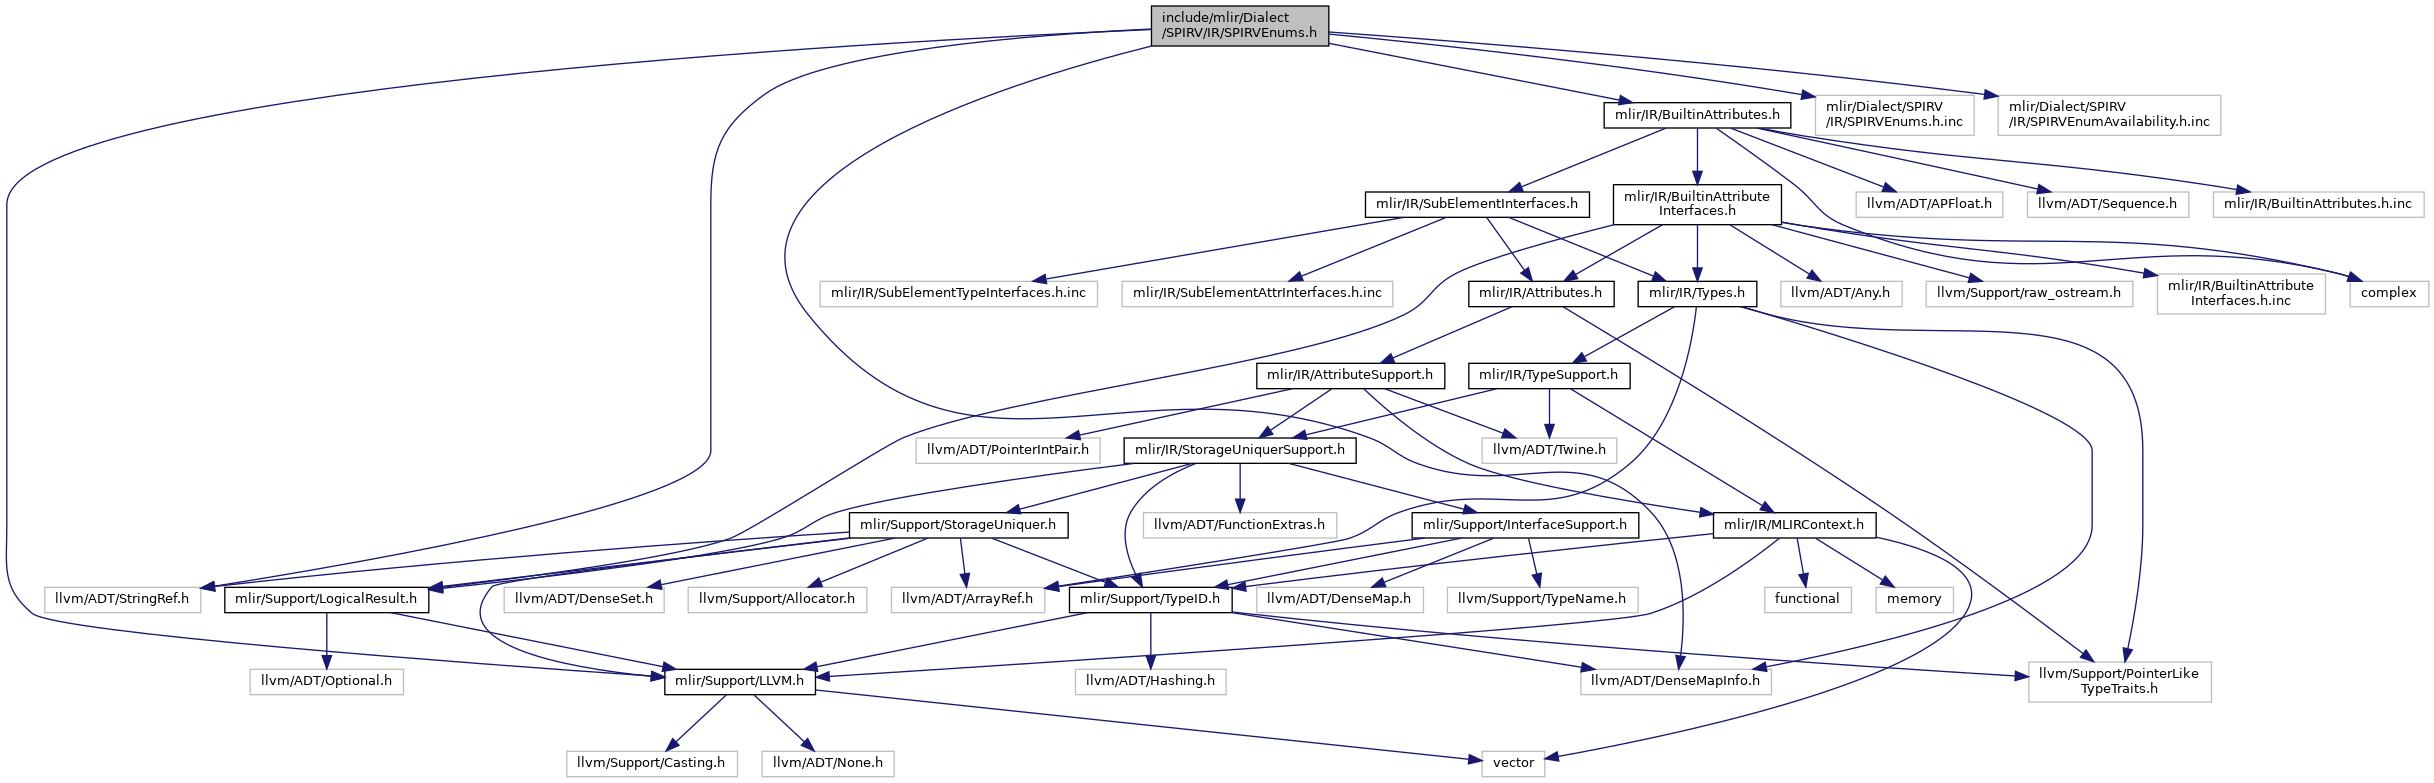 include/mlir/Dialect
/SPIRV/IR/SPIRVEnums.h
mlir/IR/BuiltinAttributes.h
mlir/Dialect/SPIRV
/IR/SPIRVEnums.h.inc
mlir/Dialect/SPIRV
/IR/SPIRVEnumAvailability.h.inc
mlir/IR/SubElementInterfaces.h
mlir/IR/BuiltinAttribute
Interfaces.h
llvm/ADT/APFloat.h
llvm/ADT/Sequence.h
mlir/IR/BuiltinAttributes.h.inc
mlir/IR/SubElementTypeInterfaces.h.inc
mlir/IR/SubElementAttrInterfaces.h.inc
mlir/IR/Attributes.h
mlir/IR/Types.h
llvm/ADT/Any.h
llvm/Support/raw_ostream.h
mlir/IR/BuiltinAttribute
Interfaces.h.inc
complex
mlir/IR/AttributeSupport.h
mlir/IR/TypeSupport.h
llvm/ADT/PointerIntPair.h
mlir/IR/StorageUniquerSupport.h
llvm/ADT/Twine.h
mlir/Support/StorageUniquer.h
llvm/ADT/FunctionExtras.h
mlir/Support/InterfaceSupport.h
mlir/IR/MLIRContext.h
llvm/ADT/StringRef.h
mlir/Support/LogicalResult.h
llvm/ADT/DenseSet.h
llvm/Support/Allocator.h
llvm/ADT/ArrayRef.h
mlir/Support/TypeID.h
llvm/ADT/DenseMap.h
llvm/Support/TypeName.h
functional
memory
llvm/ADT/Optional.h
mlir/Support/LLVM.h
llvm/ADT/Hashing.h
llvm/ADT/DenseMapInfo.h
llvm/Support/PointerLike
TypeTraits.h
llvm/Support/Casting.h
llvm/ADT/None.h
vector